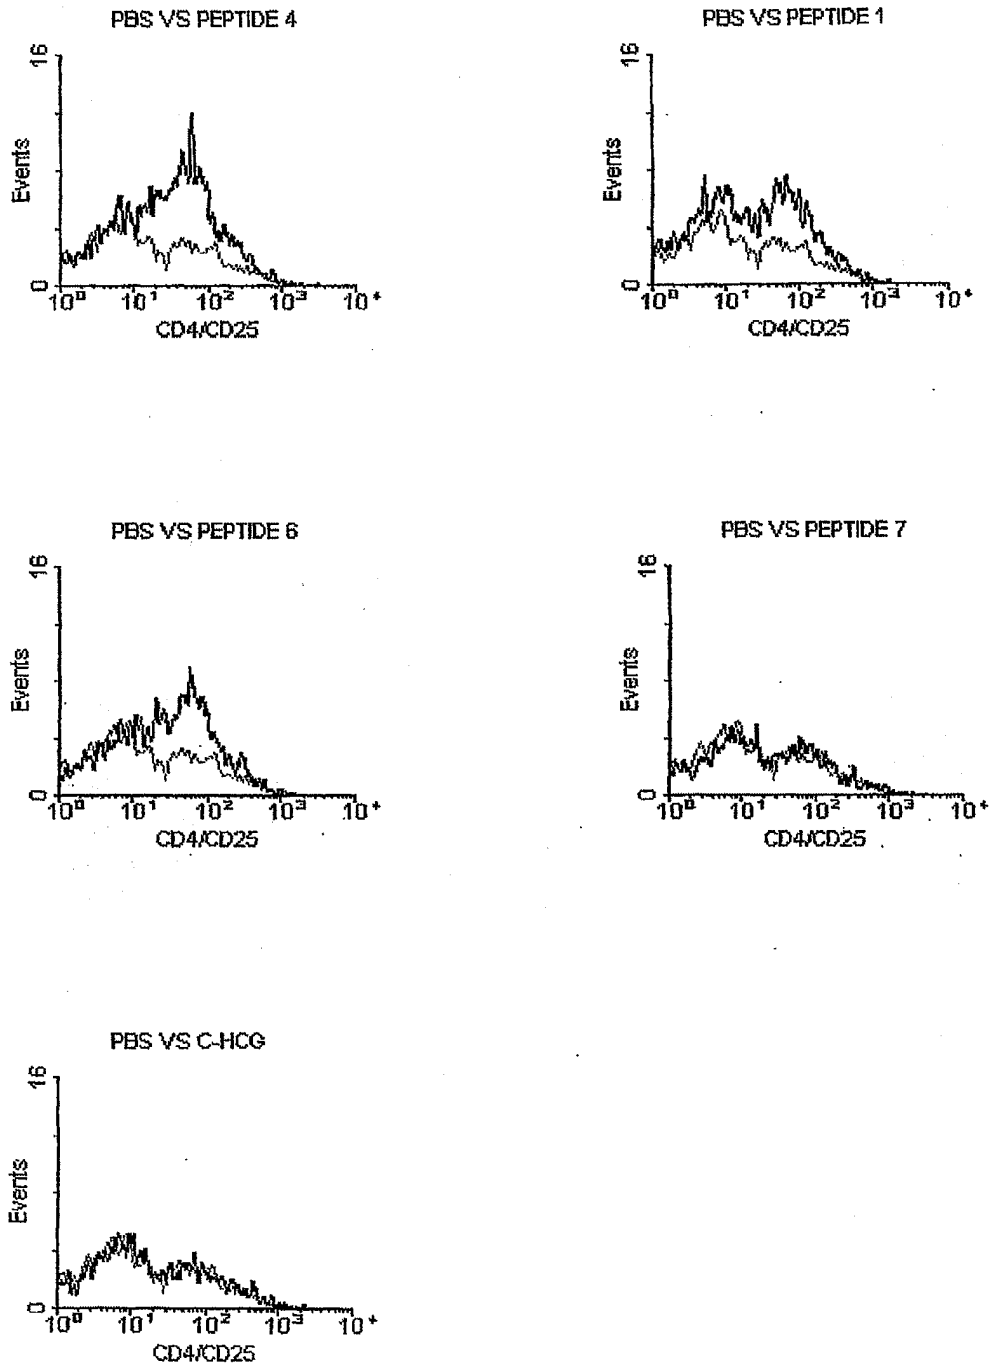 PBS VS PEPTIDE 4
16
Events
0
10⁰ 10¹ 10² 10³ 10⁴
CD4/CD25
PBS VS PEPTIDE 1
16
Events
0
10⁰ 10¹ 10² 10³ 10⁴
CD4/CD25
PBS VS PEPTIDE 6
16
Events
0
10⁰ 10¹ 10² 10³ 10⁴
CD4/CD25
PBS VS PEPTIDE 7
16
Events
0
10⁰ 10¹ 10² 10³ 10⁴
CD4/CD25
PBS VS C-HCG
16
Events
0
10⁰ 10¹ 10² 10³ 10⁴
CD4/CD25